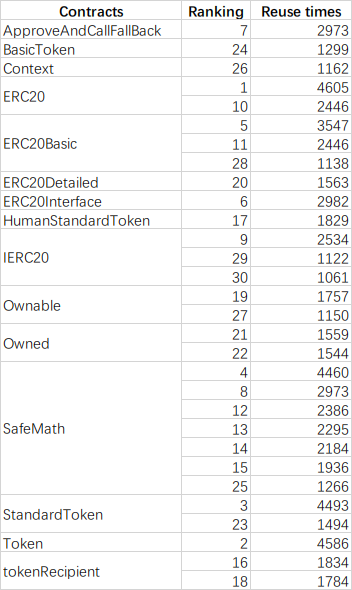 Contracts Ranking Reuse times
ApproveAndCallFallBack 7 2973
BasicToken 24 1299
Context 26 1162
ERC20 1 4605
10 2446
ERC20Basic 5 3547
11 2446
28 1138
ERC20Detailed 20 1563
ERC20Interface 6 2982
HumanStandardToken 17 1829
IERC20 9 2534
29 1122
30 1061
Ownable 19 1757
27 1150
Owned 21 1559
22 1544
SafeMath 4 4460
8 2973
12 2386
13 2295
14 2184
15 1936
25 1266
StandardToken 3 4493
23 1494
Token 2 4586
tokenRecipient 16 1834
18 1784